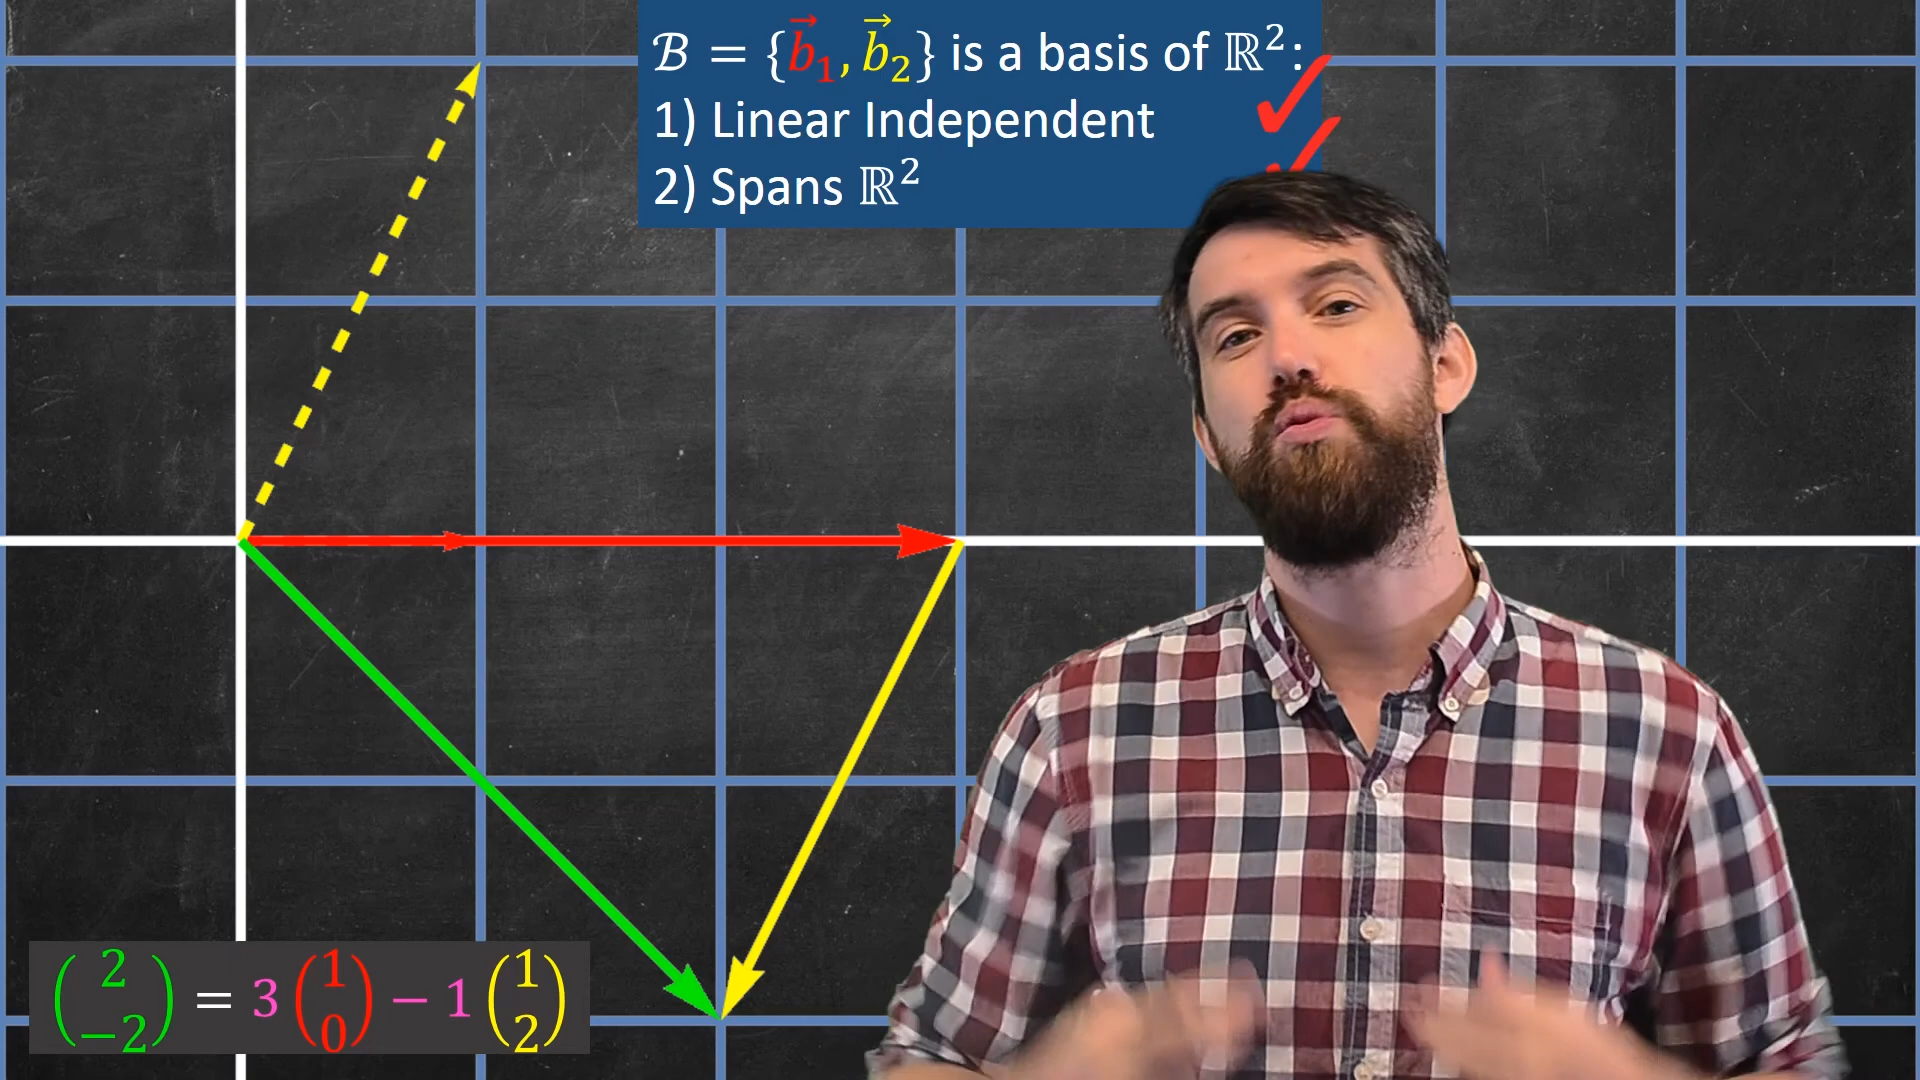 ℬ = {b⃗₁, b⃗₂} is a basis of ℝ²:
1) Linear Independent ✓
2) Spans ℝ² ✓
(2 −2) = 3 (1 0) − 1 (1 2)